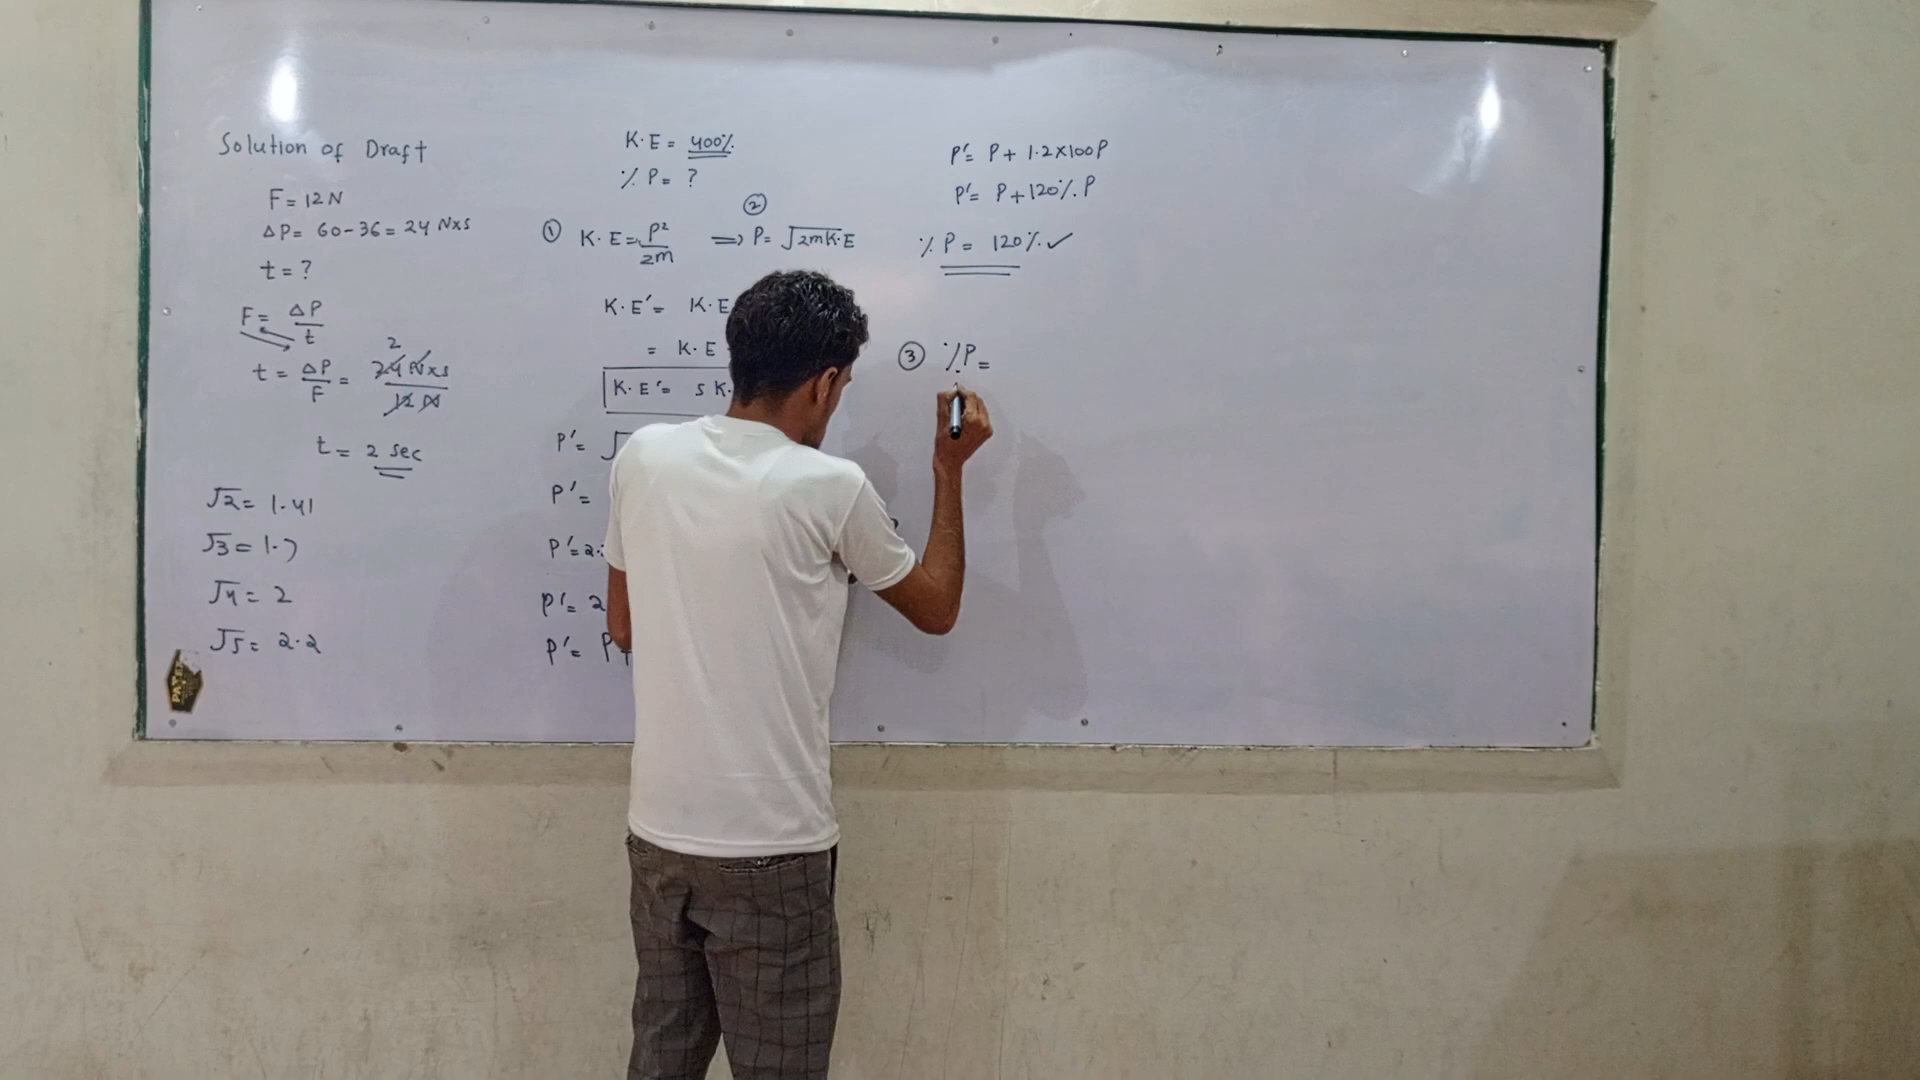 Solution of Draft
F = 12 N
ΔP = 60 - 36 = 24 N×s
t = ?
F = ΔP / t
t = ΔP / F = 24 N×s / 12 N
2
t = 2 sec
√2 = 1.41
√3 = 1.7
√4 = 2
√5 = 2.2
K.E = 400%
% P = ?
① K.E = P² / 2m ⇒ ② P = √2mK.E
K.E' = K.E
= K.E
K.E' = 5 K.
P' = √
P' =
P' = 2.
P' = 2
P' = P +
P' = P + 1.2×100P
P' = P + 120% P
% P = 120% ✓
③ % P =